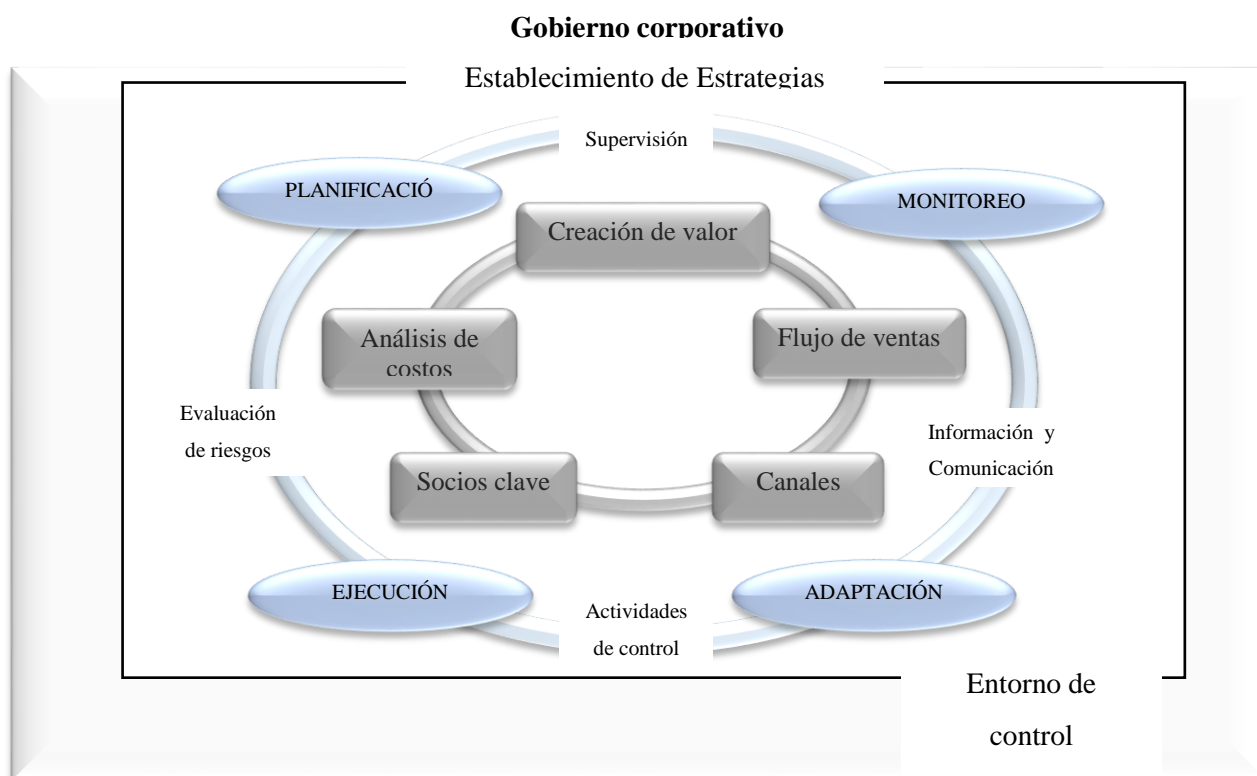 Gobierno corporativo
Establecimiento de Estrategias
Supervisión
PLANIFICACIÓ
MONITOREO
Creación de valor
Análisis de
costos
Flujo de ventas
Evaluación
de riesgos
Información y
Comunicación
Socios clave
Canales
EJECUCIÓN
ADAPTACIÓN
Actividades
de control
Entorno de
control